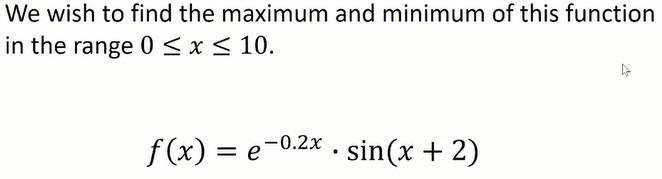 We wish to find the maximum and minimum of this function
in the range 0 ≤ x ≤ 10.
f(x) = e^{−0.2x} · sin(x + 2)